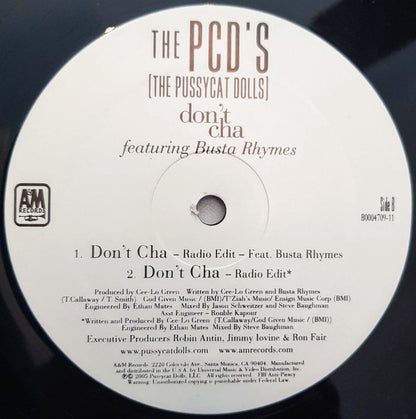 THE PCD'S
[THE PUSSYCAT DOLLS]
don't
cha
featuring Busta Rhymes
A&M
RECORDS
Side B
B0004709-11
1. Don't Cha – Radio Edit – Feat. Busta Rhymes
2. Don't Cha – Radio Edit*
Produced by Cee-Lo Green Written by Cee-Lo Green and Busta Rhymes
(T.Callaway / T. Smith) God Given Music / (BMI)/T'Ziah's Music/ Ensign Music Corp (BMI)
Engineered By Ethan Mates Mixed By Jason Schweitzer and Steve Baughman
Asst Engineer – Rouble Kapoor
*Written and Produced by Cee-Lo Green (T.Callaway/God Given Music / (BMI))
Engineered By Ethan Mates Mixed By Steve Baughman
Executive Producers Robin Antin, Jimmy Iovine & Ron Fair
www.pussycatdolls.com www.amrecords.com
A&M Records 2220 Colorado Ave., Santa Monica, CA 90404. Manufactured
and distributed in the U.S.A. by Universal Music & Video Distribution, Inc.
℗ © 2005 Pussycat Dolls, LLC. All rights reserved. FBI Anti Piracy
Warning: Unauthorized copying is punishable under Federal Law.